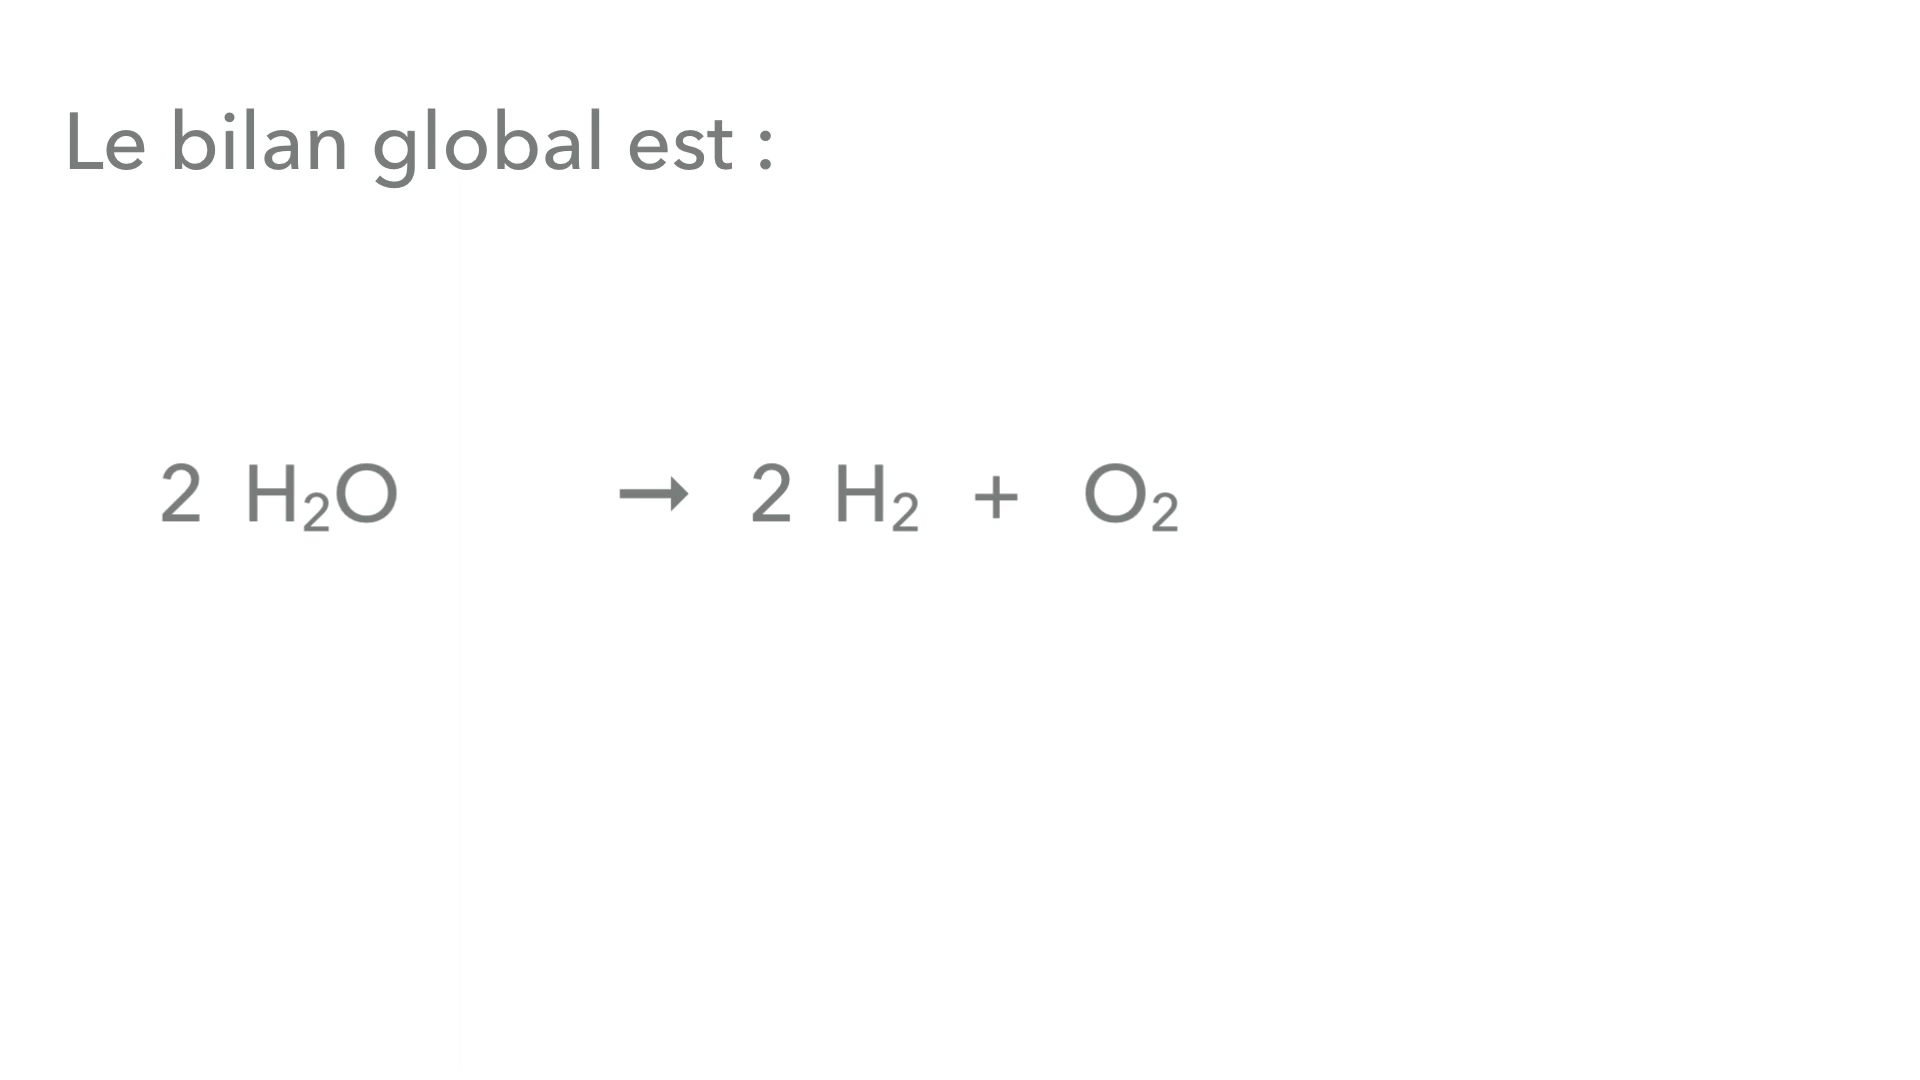 Le bilan global est :
2 H₂O → 2 H₂ + O₂